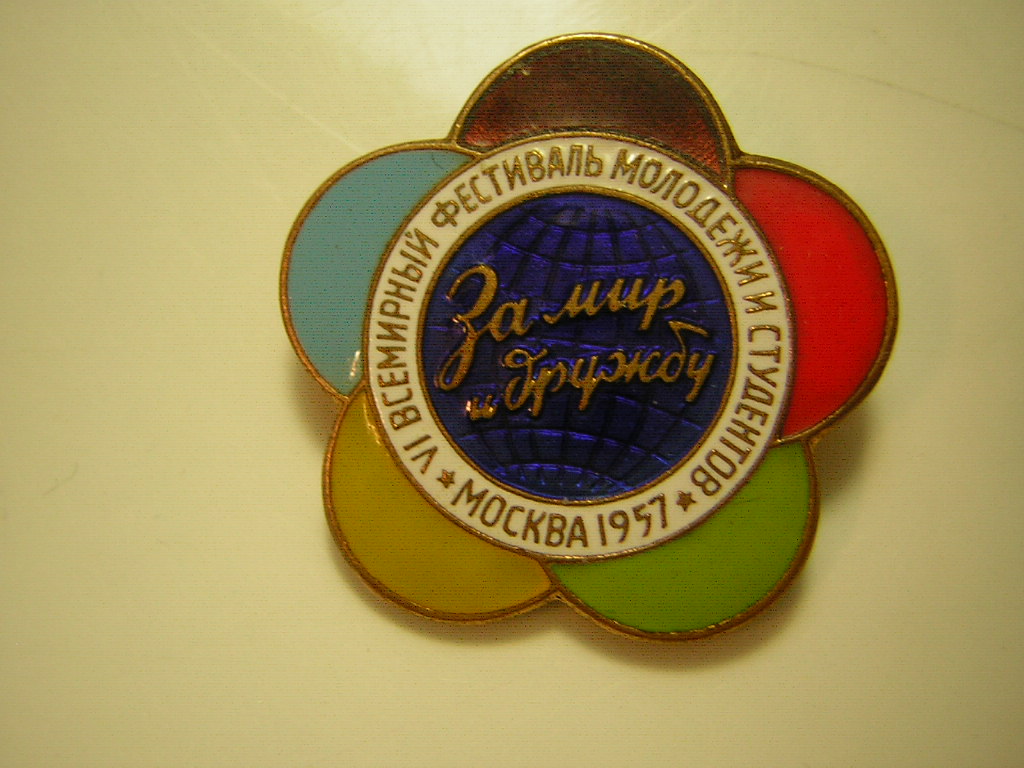 VI ВСЕМИРНЫЙ ФЕСТИВАЛЬ МОЛОДЕЖИ И СТУДЕНТОВ
За мир
и дружбу
★ МОСКВА 1957 ★